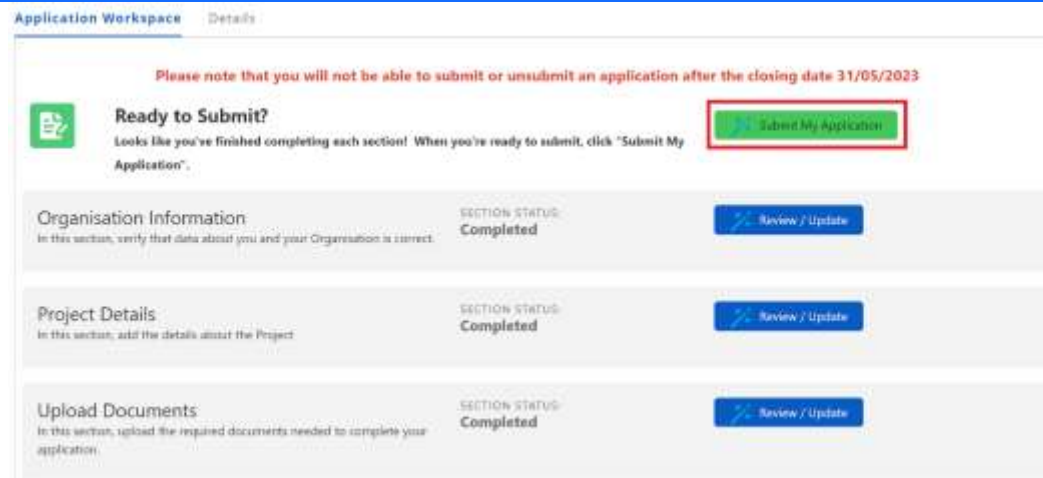 Application Workspace Details
Please note that you will not be able to submit or unsubmit an application after the closing date 31/05/2023
Ready to Submit?
Looks like you've finished completing each section! When you're ready to submit, click "Submit My
Application".
Submit My Application
Organisation Information
In this section, verify that data about you and your Organisation is correct.
SECTION STATUS:
Completed
Review / Update
Project Details
In this section, add the details about the Project
SECTION STATUS:
Completed
Review / Update
Upload Documents
In this section, upload the required documents needed to complete your
application.
SECTION STATUS:
Completed
Review / Update